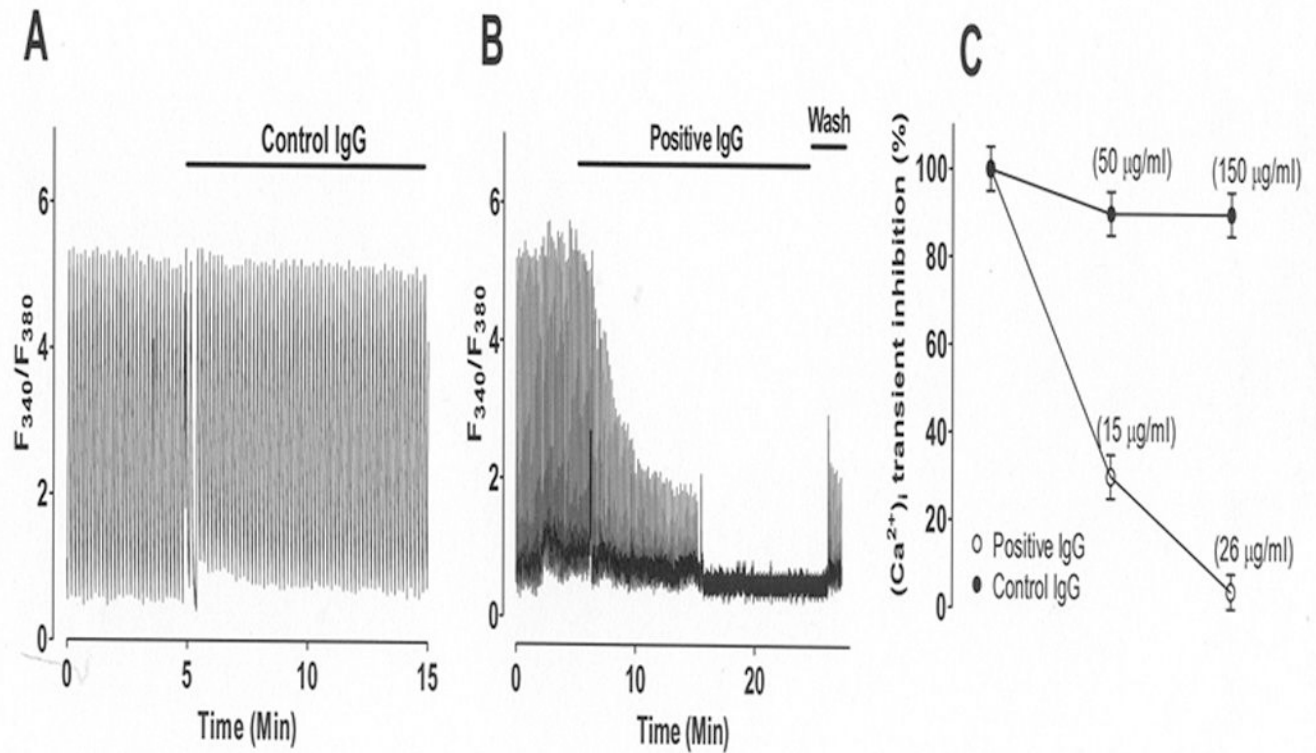 A
Control IgG
F340/F380
6
4
2
0
0 5 10 15
Time (Min)
B
Positive IgG
Wash
F340/F380
6
4
2
0
0 10 20
Time (Min)
C
(Ca²⁺)ᵢ transient inhibition (%)
100
80
60
40
20
0
(50 µg/ml)
(150 µg/ml)
(15 µg/ml)
(26 µg/ml)
Positive IgG
Control IgG